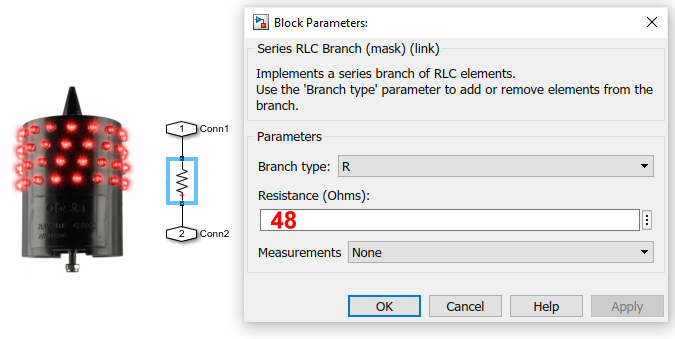 Block Parameters:
Series RLC Branch (mask) (link)
Implements a series branch of RLC elements.
Use the 'Branch type' parameter to add or remove elements from the
branch.
Parameters
Branch type: R
Resistance (Ohms):
48
Measurements None
OK Cancel Help Apply
1 Conn1
2 Conn2